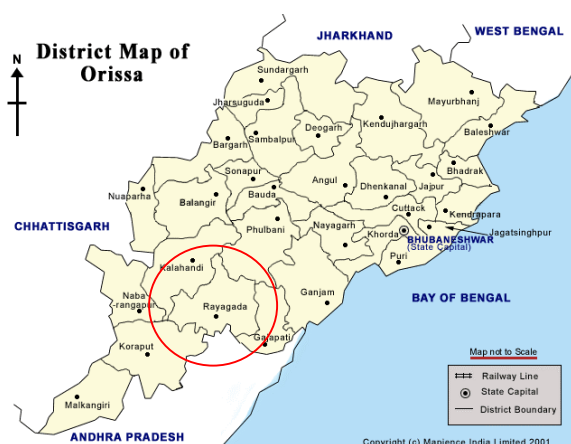 JHARKHAND
WEST BENGAL
District Map of
Orissa
N
Sundargarh
Jharsuguda
Mayurbhanj
Kendujhargarh
Baleshwar
Deogarh
Sambalpur
Bargarh
Bhadrak
Sonapur
Angul
Dhenkanal
Jajpur
Nuaparha
Balangir
Bauda
Cuttack
Kendrapara
CHHATTISGARH
Phulbani
Nayagarh
Khorda
Jagatsinghpur
BHUBANESHWAR
(State Capital)
Puri
Kalahandi
BAY OF BENGAL
Naba
-rangapur
Rayagada
Ganjam
Gajapati
Koraput
Map not to Scale
Railway Line
State Capital
District Boundary
Malkangiri
ANDHRA PRADESH
Copyright (c) Mapience India Limited 2001